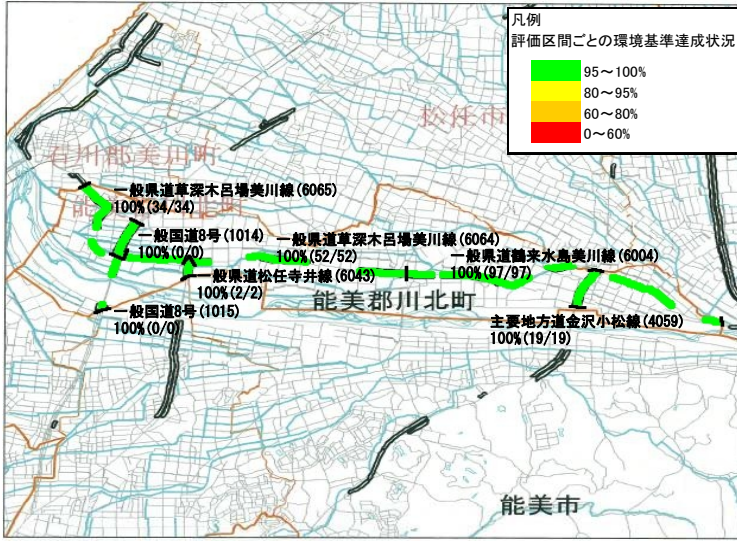 凡例
評価区間ごとの環境基準達成状況
95～100%
80～95%
60～80%
0～60%
松任市
石川郡美川町
一般県道草深木呂場美川線(6065)
100%(34/34)
一般国道8号(1014)
100%(0/0)
一般県道草深木呂場美川線(6064)
100%(52/52)
一般県道鶴来水島美川線(6004)
100%(97/97)
一般県道松任寺井線(6043)
100%(2/2)
能美郡川北町
一般国道8号(1015)
100%(0/0)
主要地方道金沢小松線(4059)
100%(19/19)
能美市